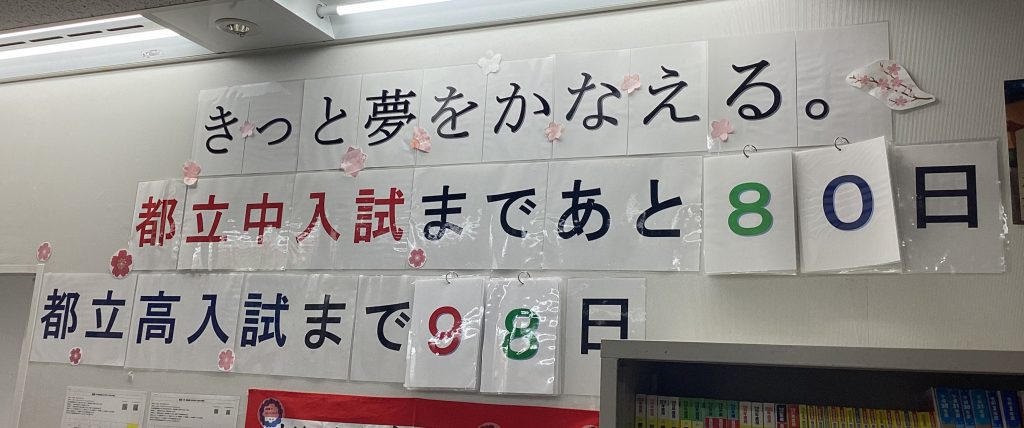 きっと夢をかなえる。
都立中入試まであと80日
都立高入試まで98日